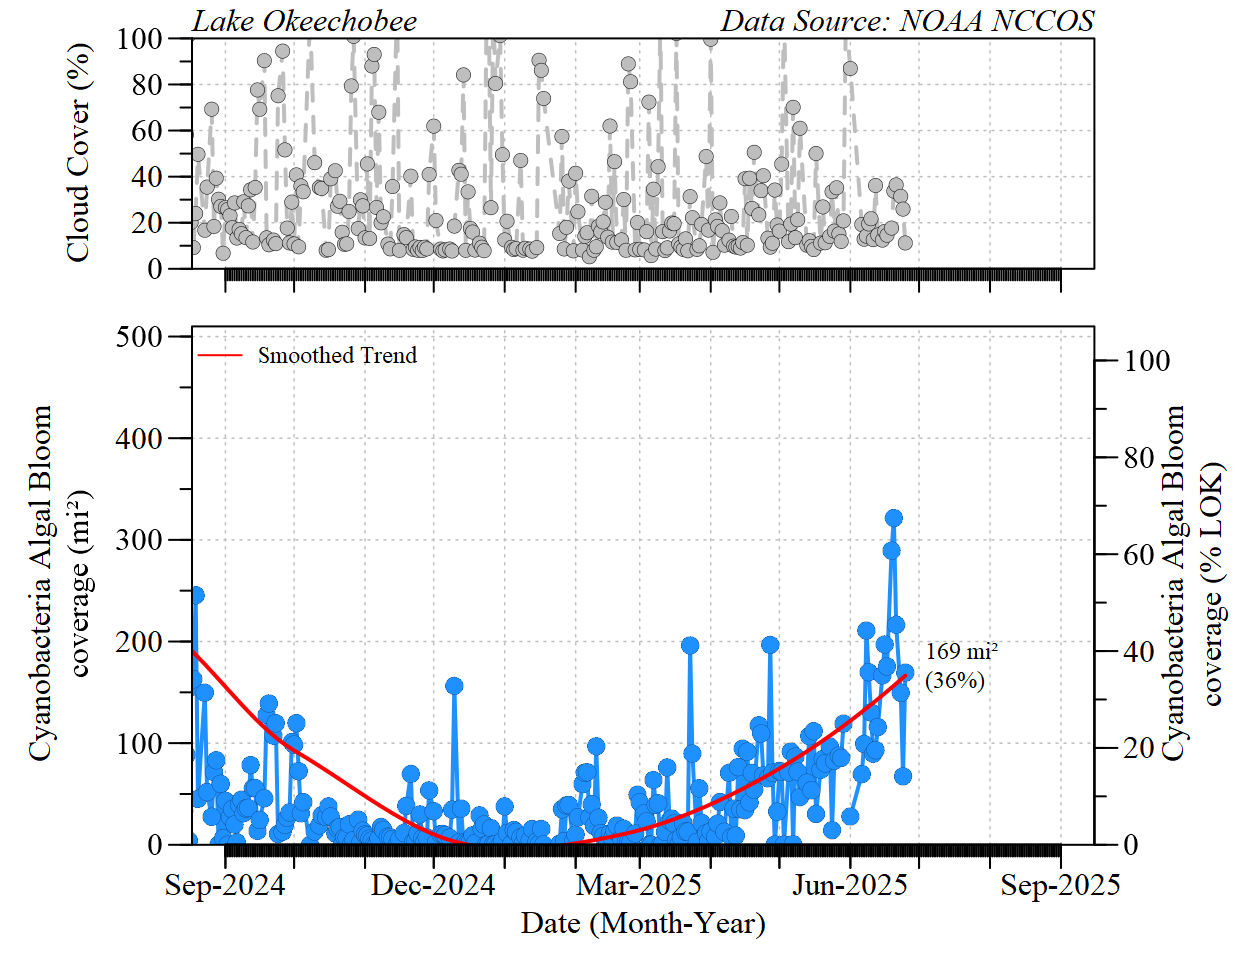 Lake Okeechobee Data Source: NOAA NCCOS
Cloud Cover (%)
100
80
60
40
20
0
Cyanobacteria Algal Bloom
coverage (mi²)
500
400
300
200
100
0
Smoothed Trend
169 mi²
(36%)
100
80
60
40
20
0
Cyanobacteria Algal Bloom
coverage (% LOK)
Sep-2024 Dec-2024 Mar-2025 Jun-2025 Sep-2025
Date (Month-Year)